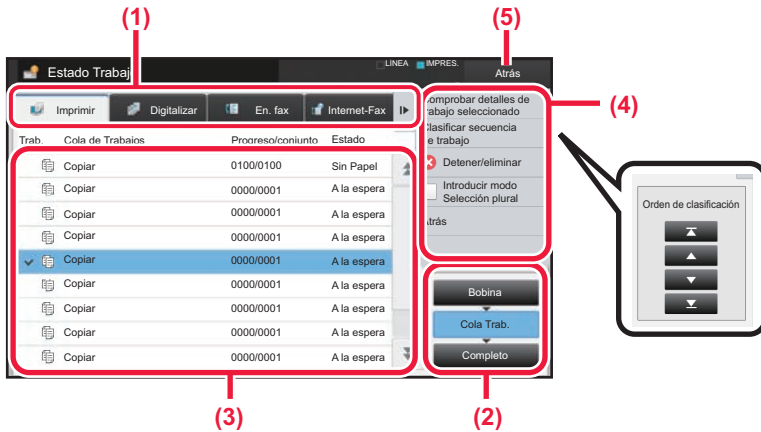 (1)
(5)
Estado Trabaj
LINEA
IMPRES.
Atrás
Imprimir
Digitalizar
En. fax
Internet-Fax
Comprobar detalles de
trabajo seleccionado
(4)
Clasificar secuencia
de trabajo
Trab. Cola de Trabaios Progreso/coniunto Estado
Detener/eliminar
Copiar 0100/0100 Sin Papel
Introducir modo
Selección plural
Copiar 0000/0001 A la espera
Orden de clasificación
Copiar 0000/0001 A la espera
Atrás
Copiar 0000/0001 A la espera
Copiar 0000/0001 A la espera
Copiar 0000/0001 A la espera
Bobina
Copiar 0000/0001 A la espera
Cola Trab.
Copiar 0000/0001 A la espera
Copiar 0000/0001 A la espera
Completo
(3)
(2)